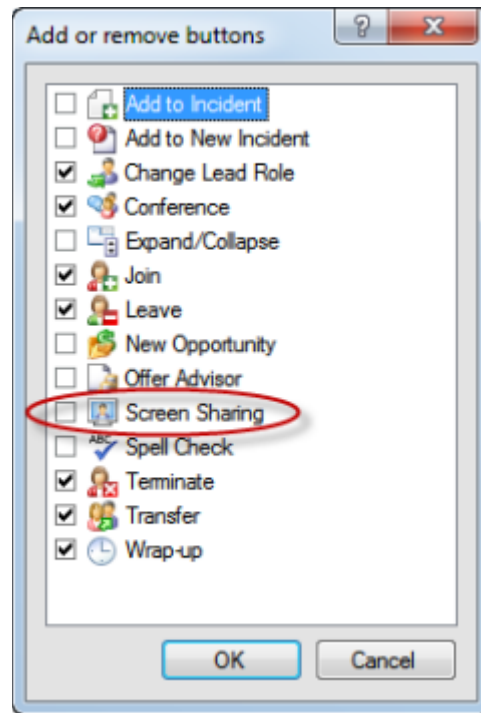 Add or remove buttons
Add to Incident
Add to New Incident
Change Lead Role
Conference
Expand/Collapse
Join
Leave
New Opportunity
Offer Advisor
Screen Sharing
ABC Spell Check
Terminate
Transfer
Wrap-up
OK Cancel